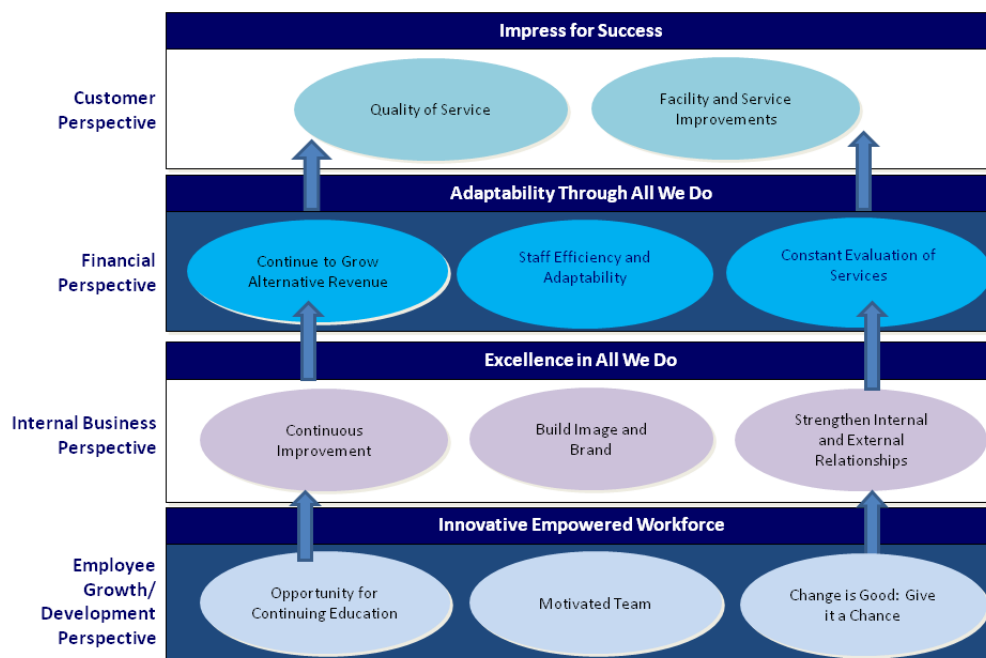 Impress for Success
Customer
Perspective
Quality of Service
Facility and Service
Improvements
Adaptability Through All We Do
Financial
Perspective
Continue to Grow
Alternative Revenue
Staff Efficiency and
Adaptability
Constant Evaluation of
Services
Excellence in All We Do
Internal Business
Perspective
Continuous
Improvement
Build Image and
Brand
Strengthen Internal
and External
Relationships
Innovative Empowered Workforce
Employee
Growth/
Development
Perspective
Opportunity for
Continuing Education
Motivated Team
Change is Good: Give
it a Chance